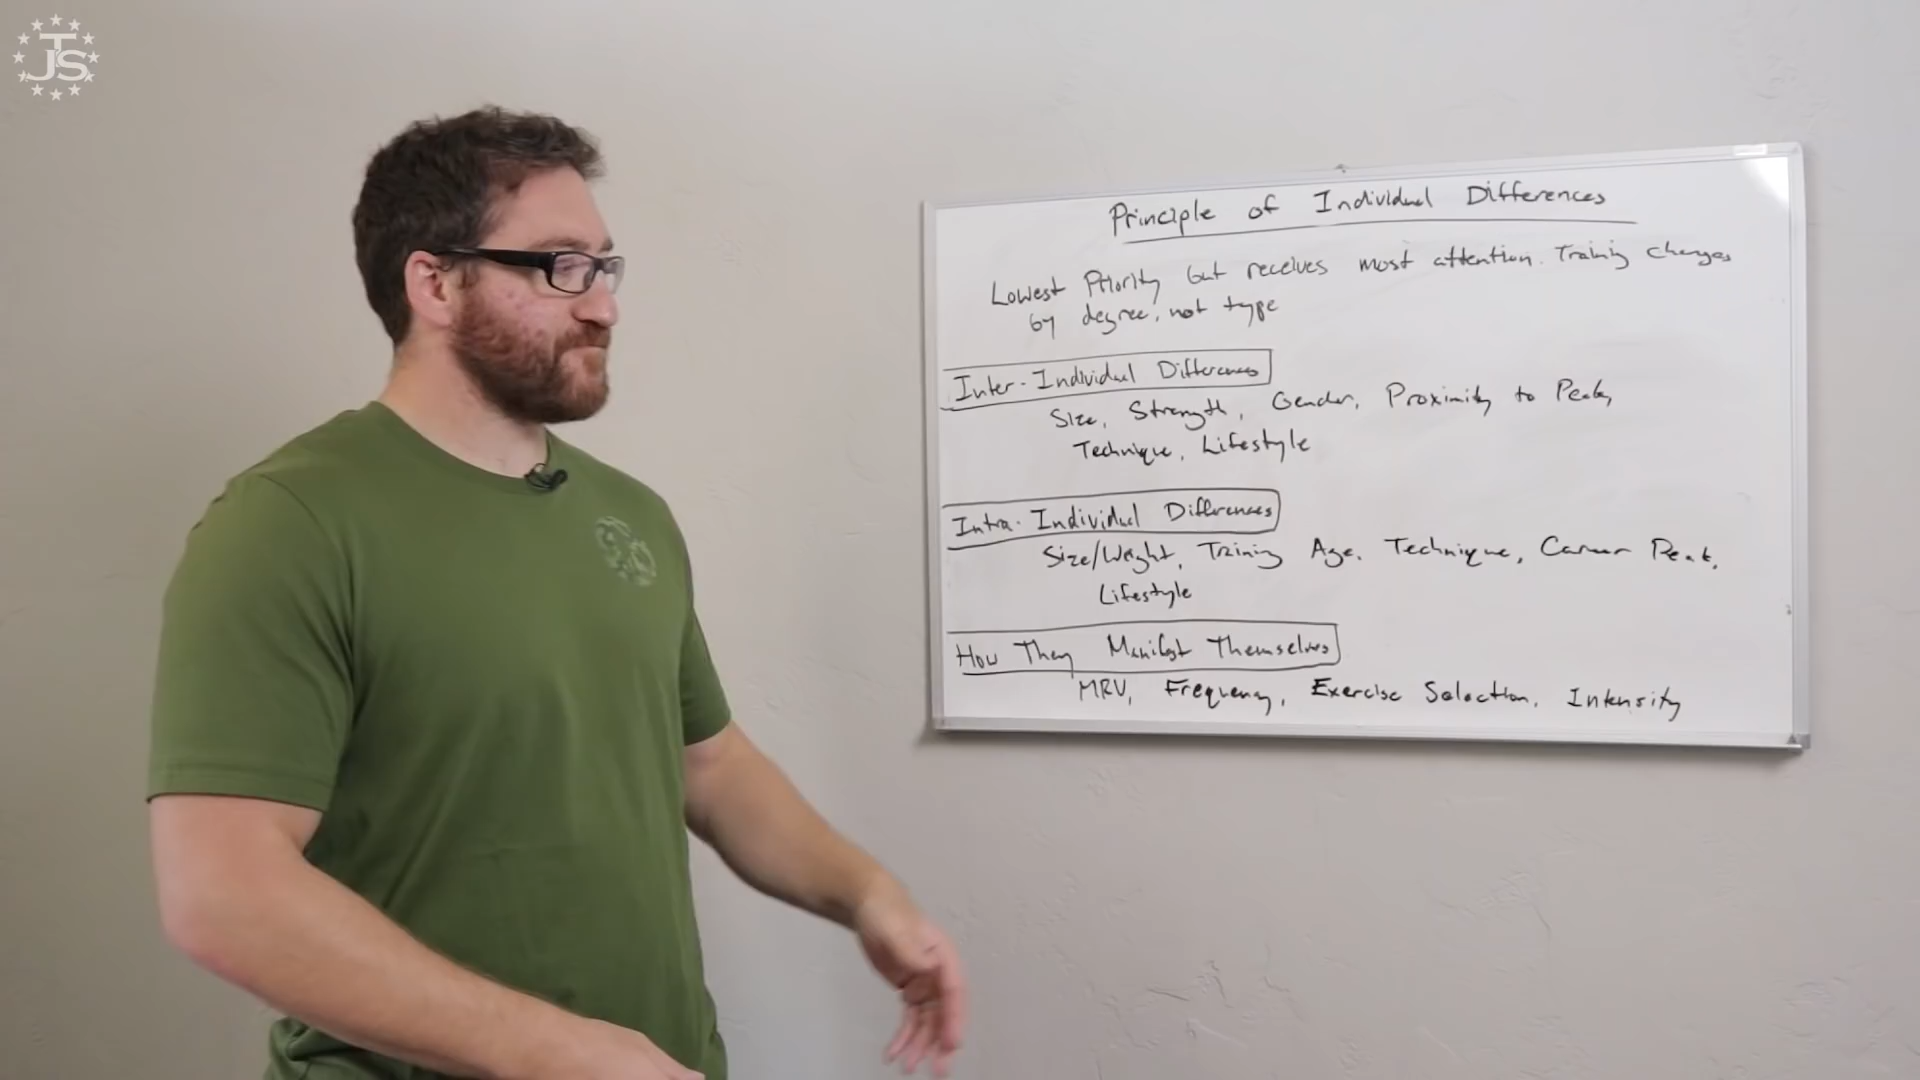 JTS
Principle of Individual Differences
Lowest Priority but receives most attention. Training changes
by degree, not type
Inter-Individual Differences
Size, Strength, Gender, Proximity to Peak,
Technique, Lifestyle
Intra-Individual Differences
Size/Weight, Training Age, Technique, Career Peak,
Lifestyle
How They Manifest Themselves
MRV, Frequency, Exercise Selection, Intensity